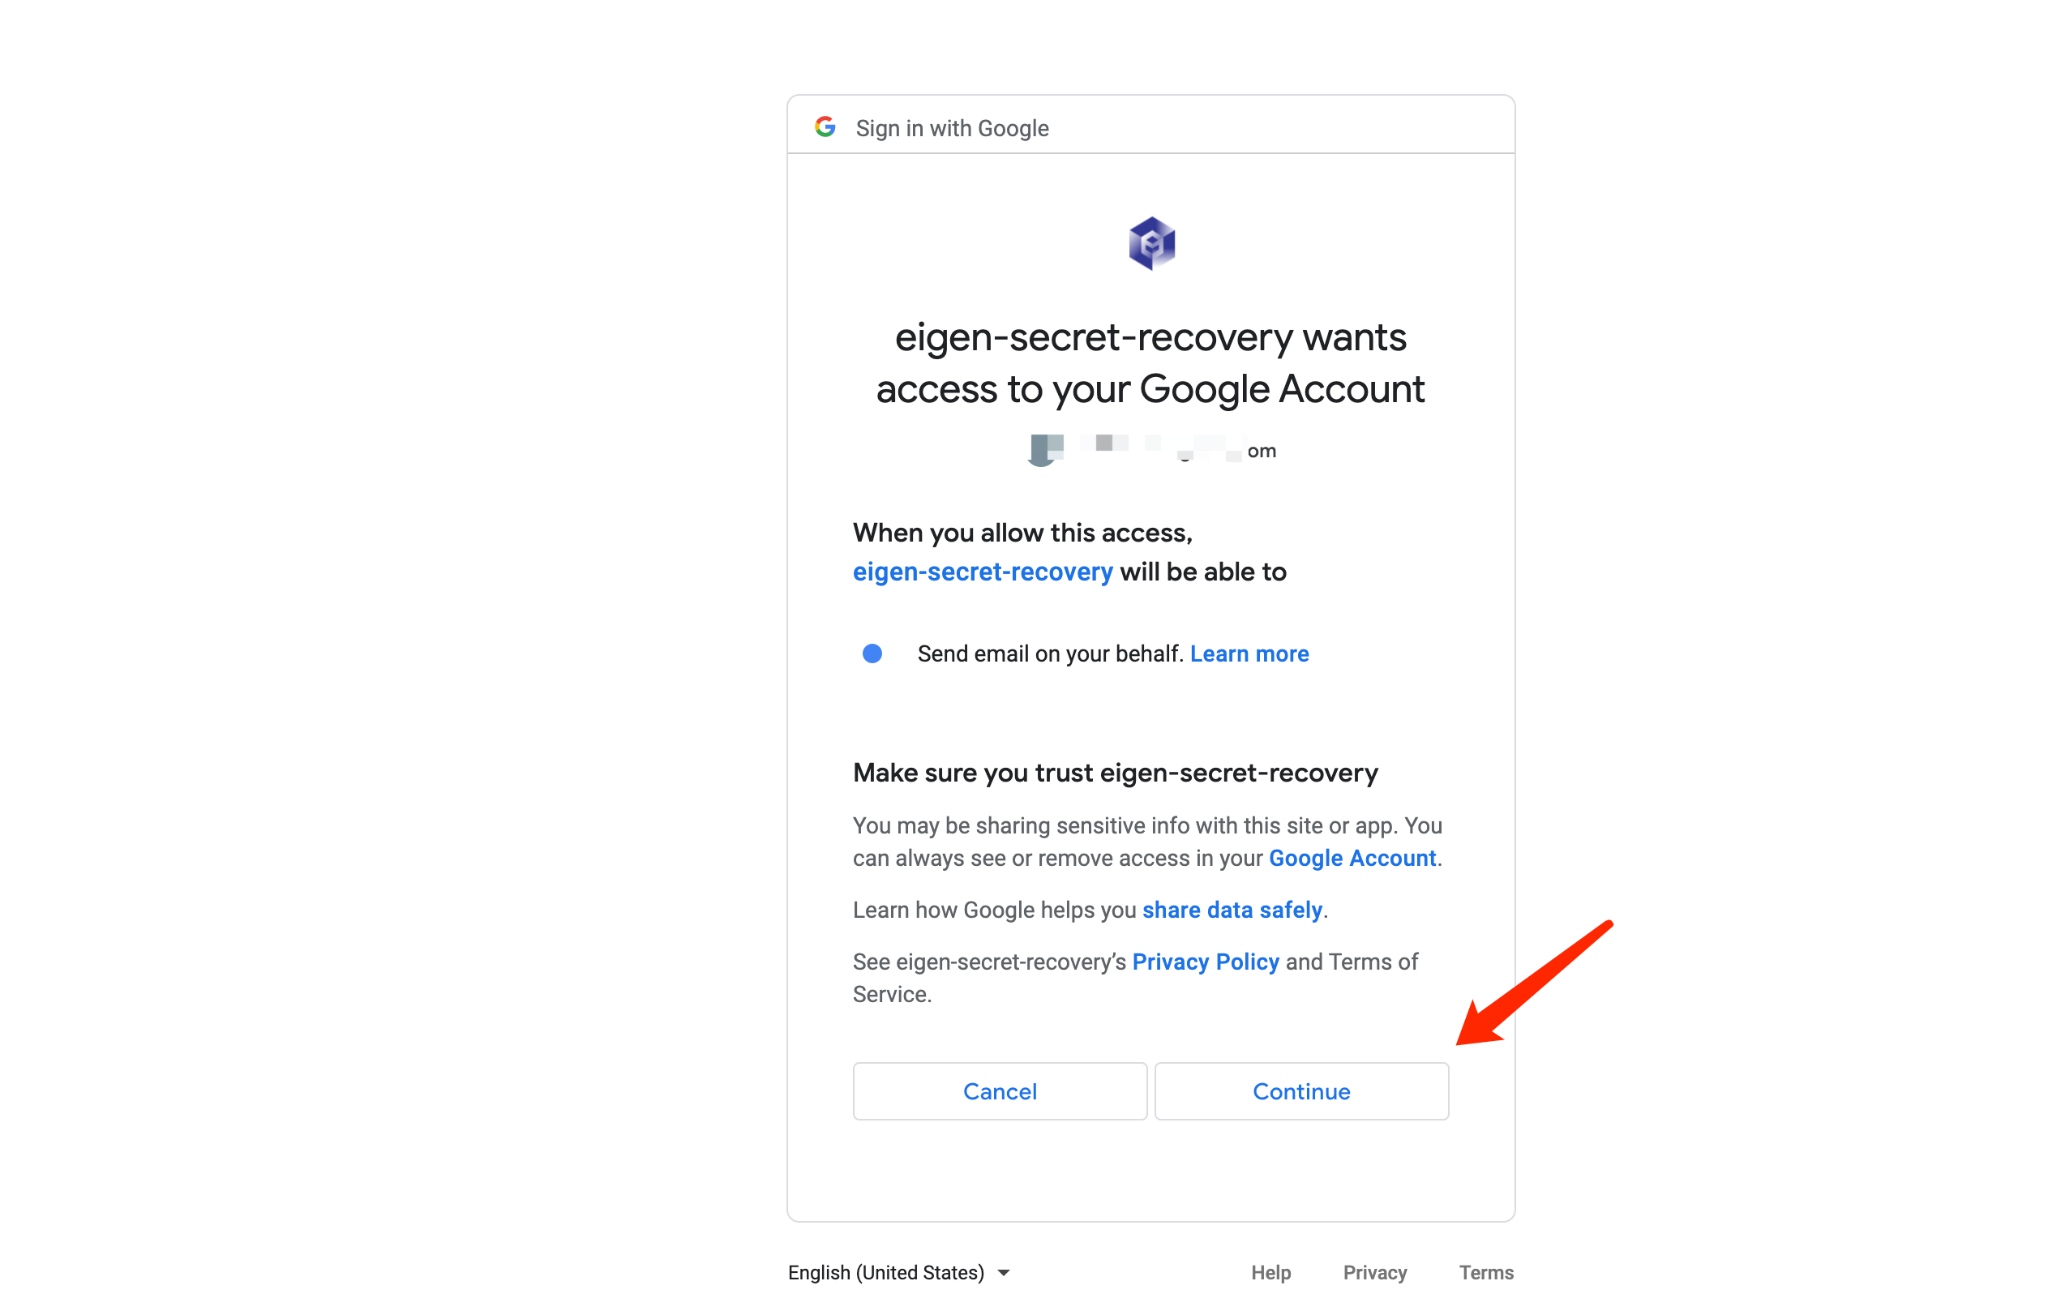 Sign in with Google
eigen-secret-recovery wants
access to your Google Account
om
When you allow this access,
eigen-secret-recovery will be able to
Send email on your behalf. Learn more
Make sure you trust eigen-secret-recovery
You may be sharing sensitive info with this site or app. You
can always see or remove access in your Google Account.
Learn how Google helps you share data safely.
See eigen-secret-recovery’s Privacy Policy and Terms of
Service.
Cancel
Continue
English (United States)
Help
Privacy
Terms